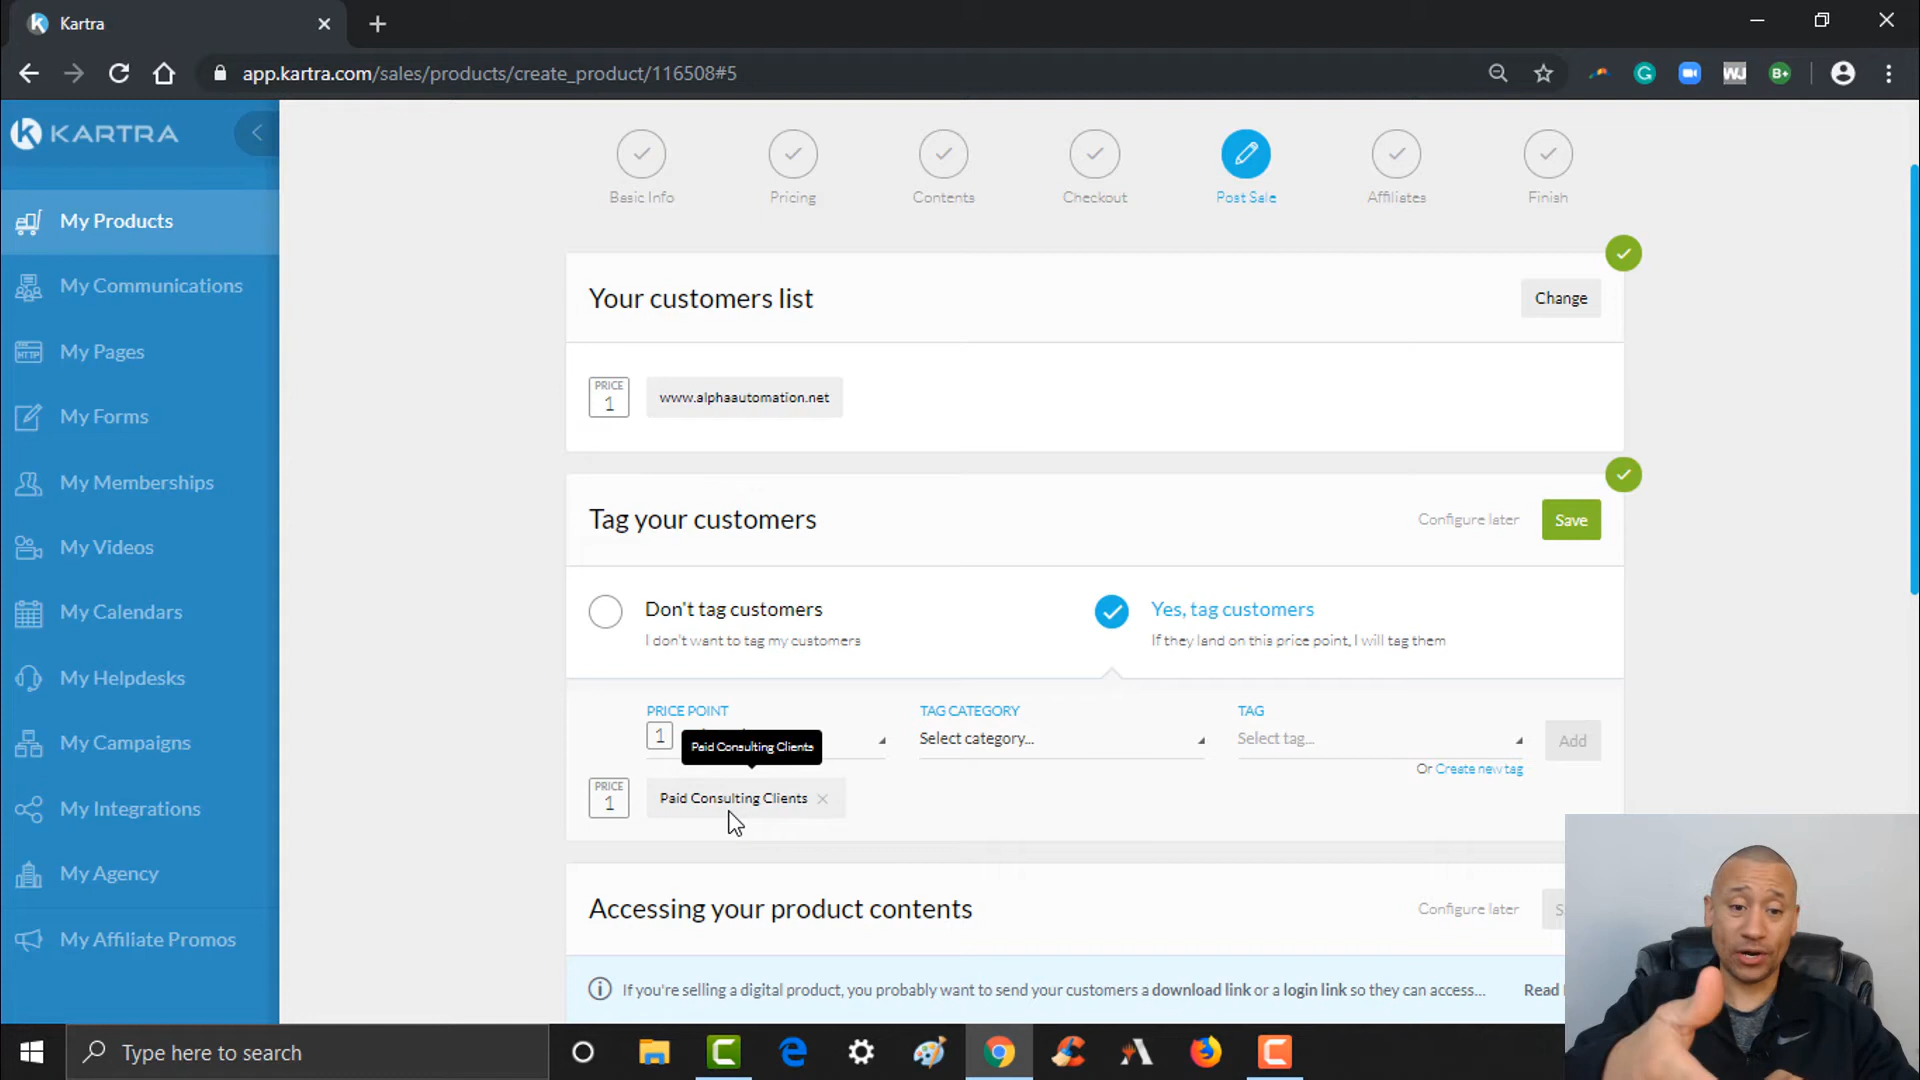 Kartra
app.kartra.com/sales/products/create_product/116508#5
WJ
B+
KARTRA
My Products
My Communications
HTTP
My Pages
My Forms
My Memberships
My Videos
My Calendars
My Helpdesks
My Campaigns
My Integrations
My Agency
My Affiliate Promos
Basic Info
Pricing
Contents
Checkout
Post Sale
Affiliates
Finish
Your customers list
Change
PRICE
1
www.alphaautomation.net
Tag your customers
Configure later
Save
Don't tag customers
I don't want to tag my customers
Yes, tag customers
If they land on this price point, I will tag them
PRICE POINT
TAG CATEGORY
TAG
1
Paid Consulting Clients
Select category...
Select tag...
Add
Or Create new tag
PRICE
1
Paid Consulting Clients
Accessing your product contents
Configure later
If you're selling a digital product, you probably want to send your customers a download link or a login link so they can access...
Read
Type here to search